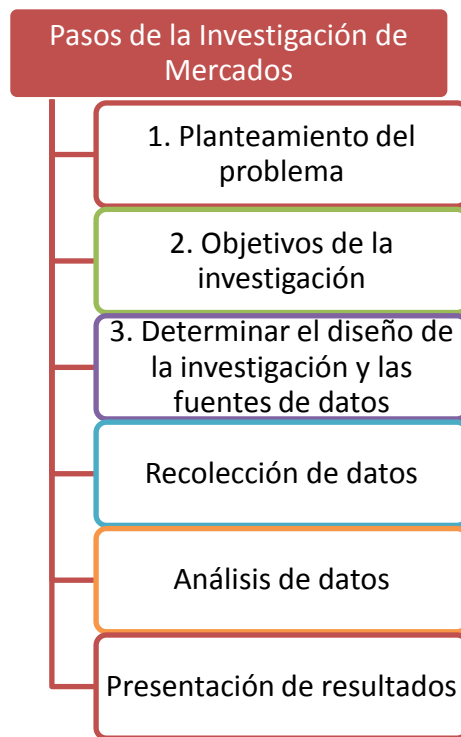 Pasos de la Investigación de
Mercados
1. Planteamiento del
problema
2. Objetivos de la
investigación
3. Determinar el diseño de
la investigación y las
fuentes de datos
Recolección de datos
Análisis de datos
Presentación de resultados